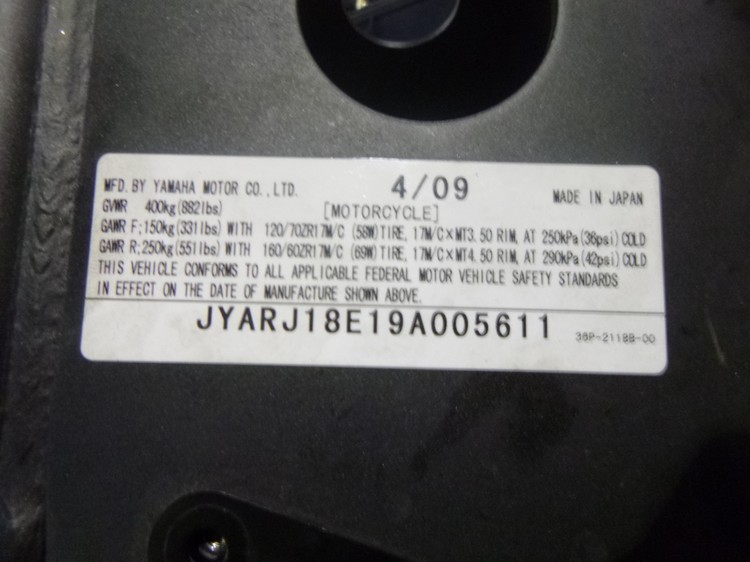 MFD. BY YAMAHA MOTOR CO., LTD. 4/09 MADE IN JAPAN
GVWR 400kg(882lbs) [MOTORCYCLE]
GAWR F;150kg(331lbs) WITH 120/70ZR17M/C (58W)TIRE, 17M/C×MT3.50 RIM, AT 250kPa(36psi) COLD
GAWR R;250kg(551lbs) WITH 160/60ZR17M/C (69W)TIRE, 17M/C×MT4.50 RIM, AT 290kPa(42psi) COLD
THIS VEHICLE CONFORMS TO ALL APPLICABLE FEDERAL MOTOR VEHICLE SAFETY STANDARDS
IN EFFECT ON THE DATE OF MANUFACTURE SHOWN ABOVE.
JYARJ18E19A005611 36P-2118B-00